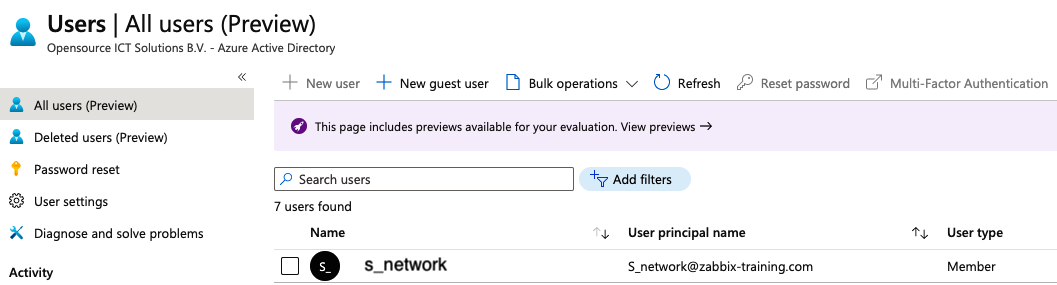 Users | All users (Preview)
Opensource ICT Solutions B.V. - Azure Active Directory
«
All users (Preview)
Deleted users (Preview)
Password reset
User settings
Diagnose and solve problems
Activity
New user New guest user Bulk operations Refresh Reset password Multi-Factor Authentication
This page includes previews available for your evaluation. View previews →
Search users Add filters
7 users found
Name User principal name User type
S_ s_network S_network@zabbix-training.com Member